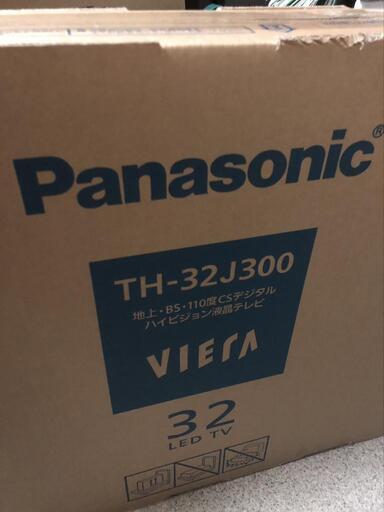 Panasonic®
TH-32J300
地上・BS・110度CSデジタル
ハイビジョン液晶テレビ
VIERA
32
LED TV